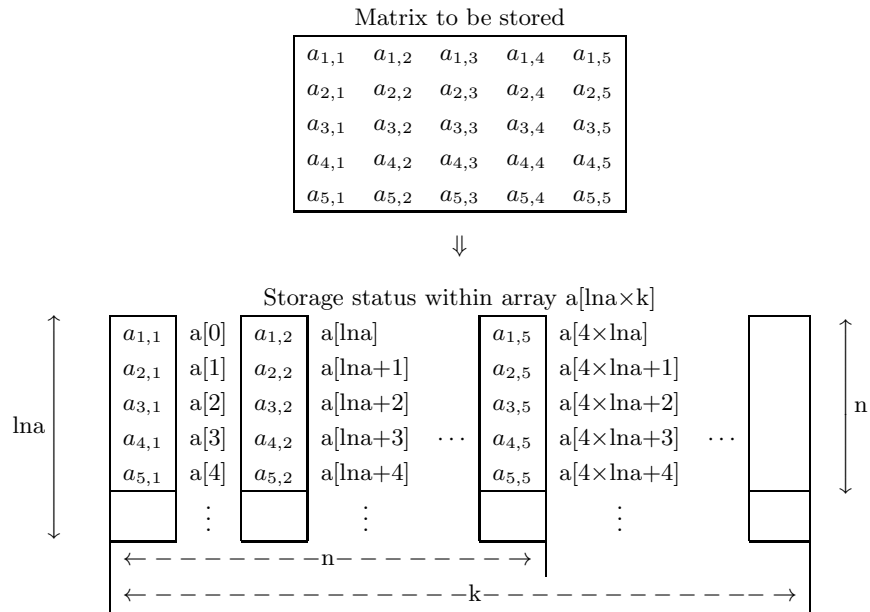 Matrix to be stored
a1,1 a1,2 a1,3 a1,4 a1,5
a2,1 a2,2 a2,3 a2,4 a2,5
a3,1 a3,2 a3,3 a3,4 a3,5
a4,1 a4,2 a4,3 a4,4 a4,5
a5,1 a5,2 a5,3 a5,4 a5,5
⇓
Storage status within array a[lna×k]
a1,1 a[0] a1,2 a[lna] a1,5 a[4×lna]
a2,1 a[1] a2,2 a[lna+1] a2,5 a[4×lna+1]
a3,1 a[2] a3,2 a[lna+2] a3,5 a[4×lna+2] n
lna a4,1 a[3] a4,2 a[lna+3] ⋯ a4,5 a[4×lna+3] ⋯
a5,1 a[4] a5,2 a[lna+4] a5,5 a[4×lna+4]
⋮ ⋮ ⋮
n
k